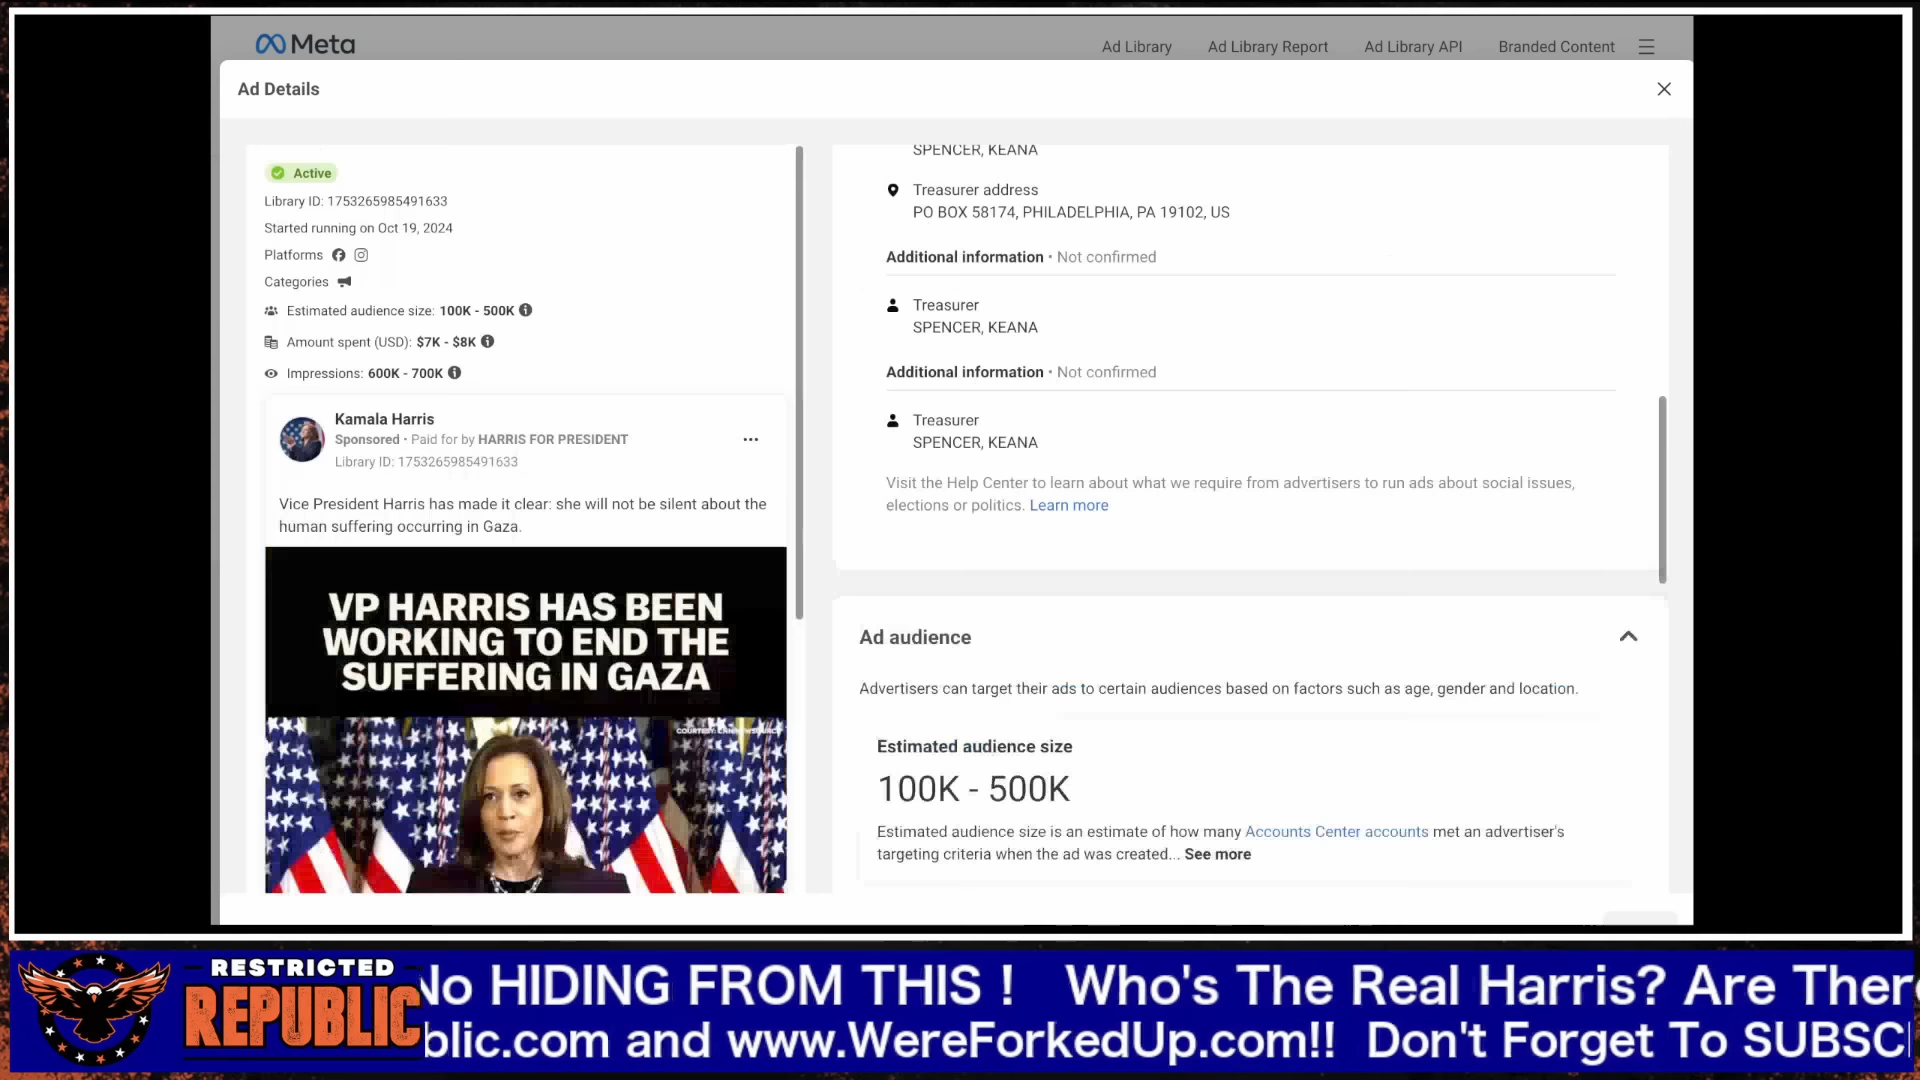 Meta
Ad Library
Ad Library Report
Ad Library API
Branded Content
Ad Details
Active
Library ID: 1753265985491633
Started running on Oct 19, 2024
Platforms
Categories
Estimated audience size: 100K - 500K
Amount spent (USD): $7K - $8K
Impressions: 600K - 700K
Kamala Harris
Sponsored • Paid for by HARRIS FOR PRESIDENT
Library ID: 1753265985491633
Vice President Harris has made it clear: she will not be silent about the
human suffering occurring in Gaza.
VP HARRIS HAS BEEN
WORKING TO END THE
SUFFERING IN GAZA
SPENCER, KEANA
Treasurer address
PO BOX 58174, PHILADELPHIA, PA 19102, US
Additional information • Not confirmed
Treasurer
SPENCER, KEANA
Additional information • Not confirmed
Treasurer
SPENCER, KEANA
Visit the Help Center to learn about what we require from advertisers to run ads about social issues,
elections or politics. Learn more
Ad audience
Advertisers can target their ads to certain audiences based on factors such as age, gender and location.
Estimated audience size
100K - 500K
Estimated audience size is an estimate of how many Accounts Center accounts met an advertiser's
targeting criteria when the ad was created... See more
RESTRICTED
REPUBLIC
No HIDING FROM THIS ! Who's The Real Harris? Are Ther
blic.com and www.WereForkedUp.com!! Don't Forget To SUBSC